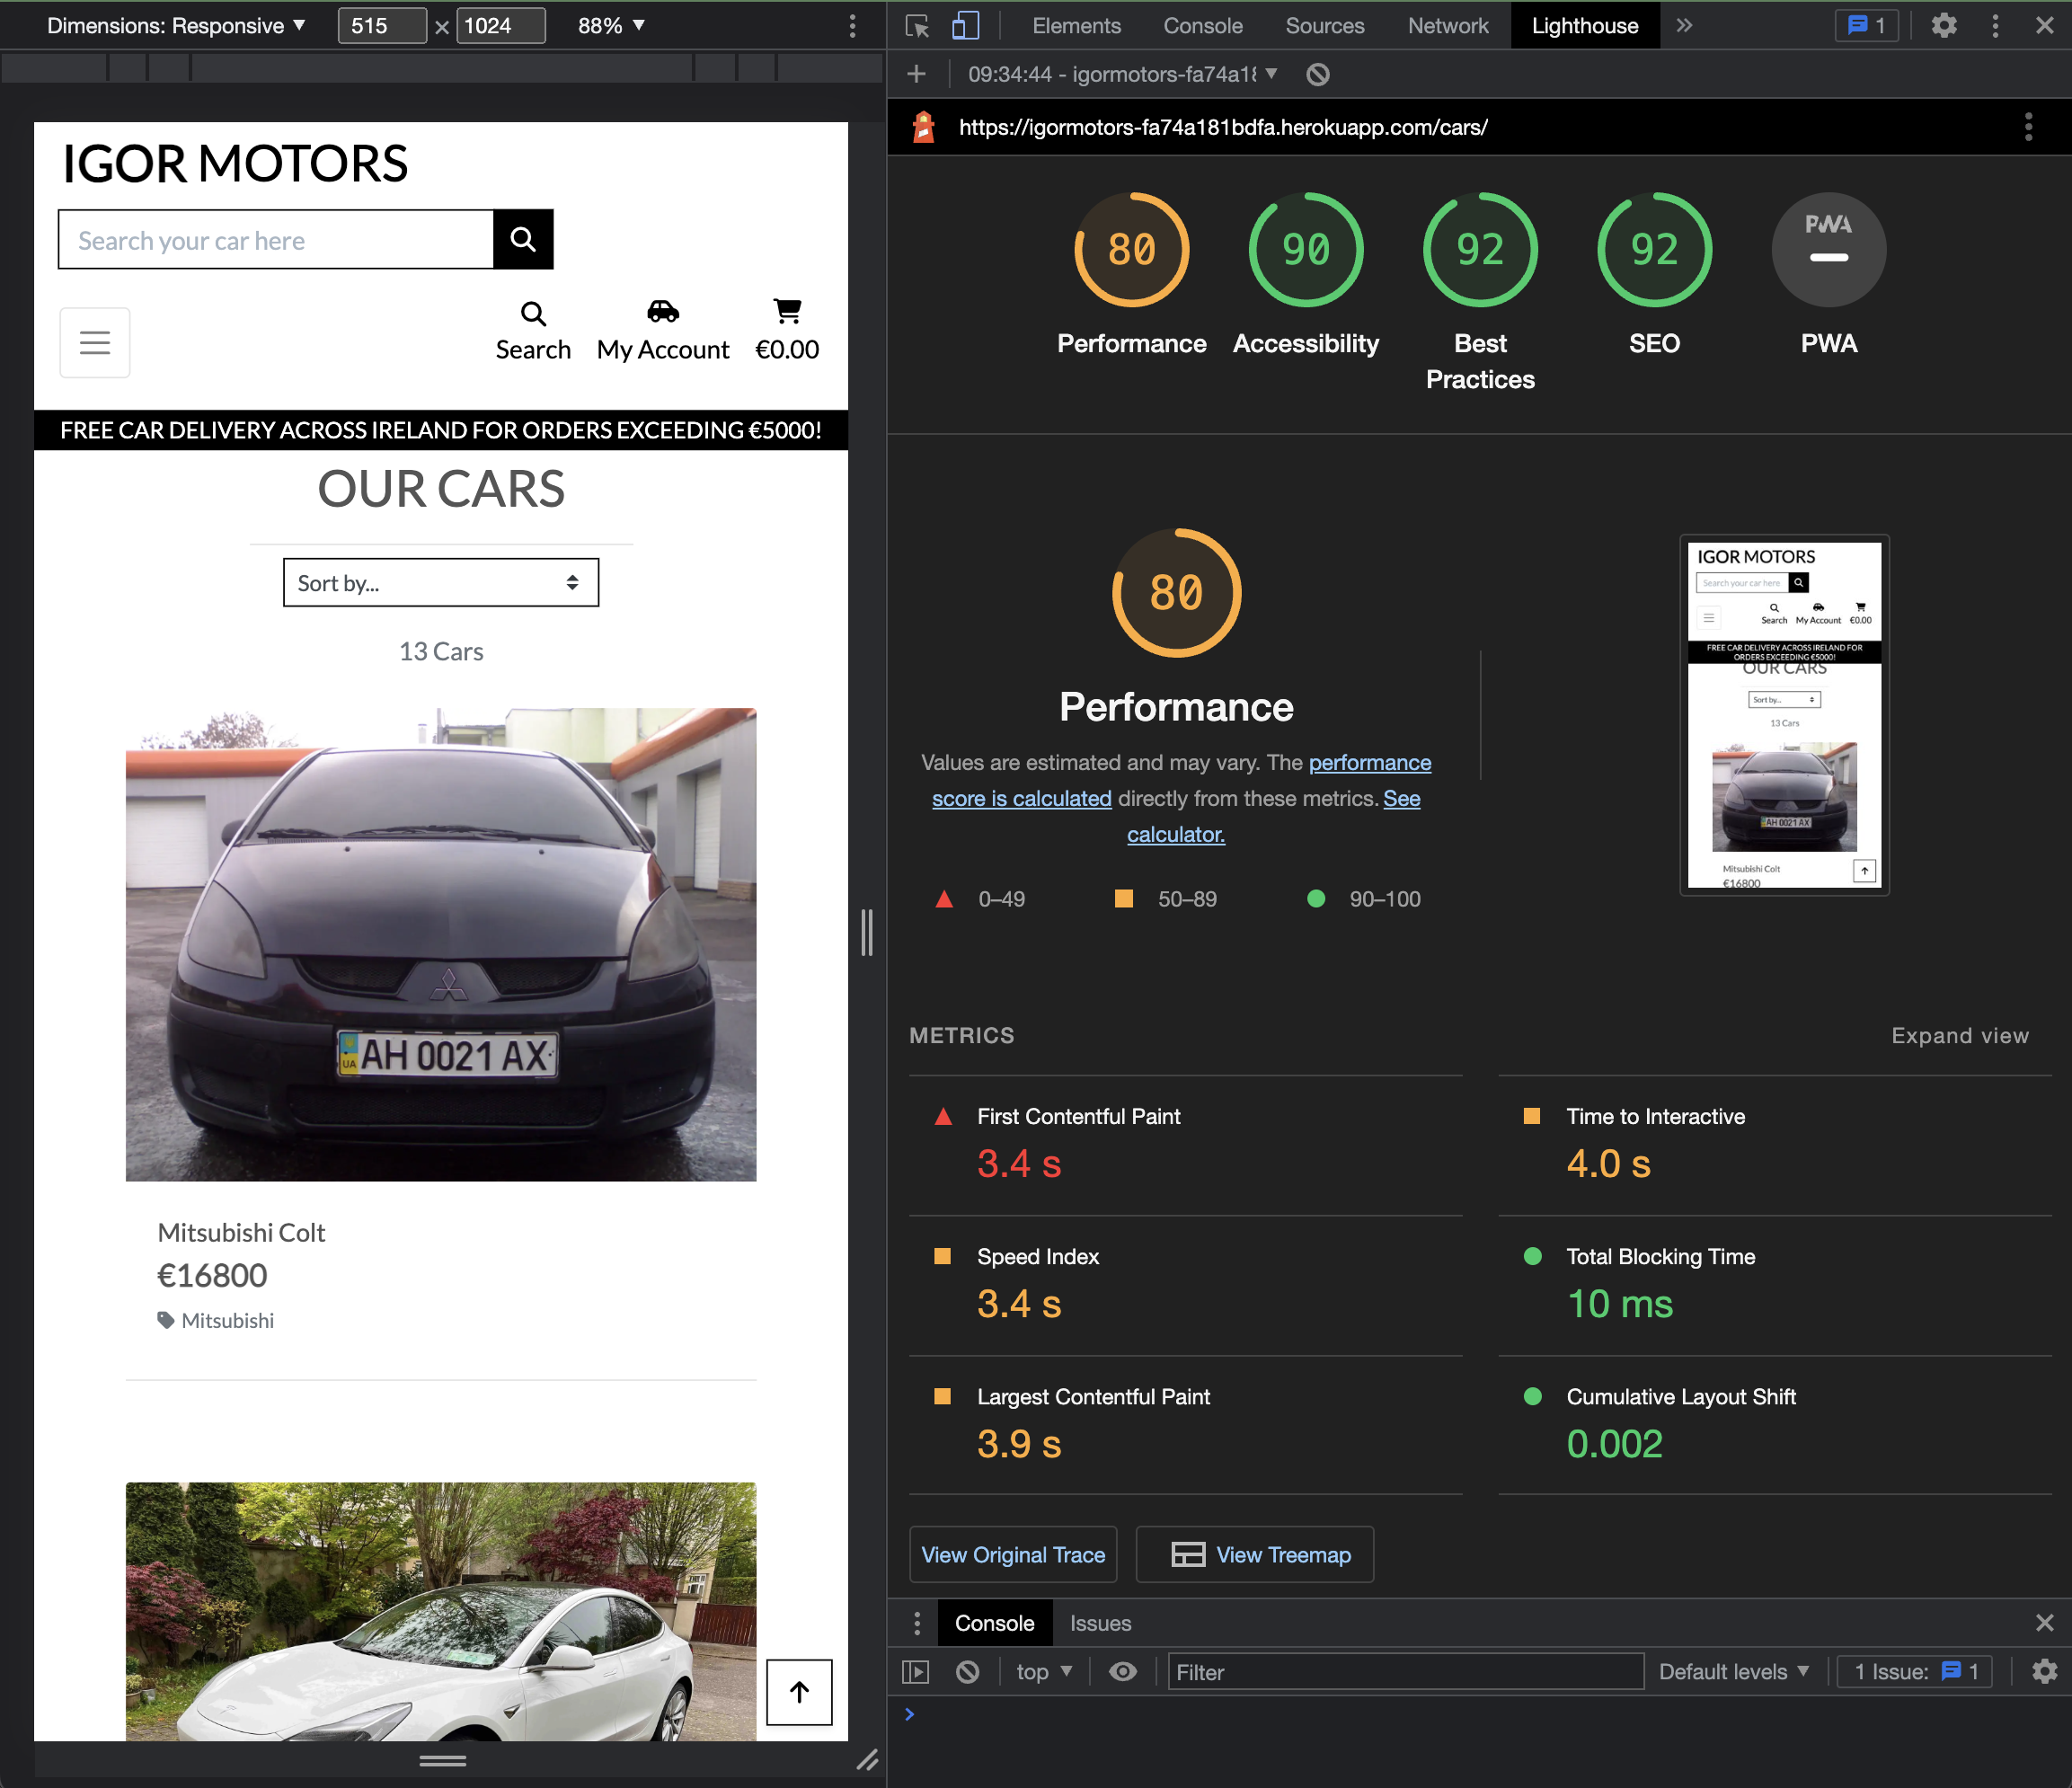 Dimensions: Responsive ▼ 515 × 1024 88% ▼
IGOR MOTORS
Search your car here
Search My Account €0.00
FREE CAR DELIVERY ACROSS IRELAND FOR ORDERS EXCEEDING €5000!
OUR CARS
Sort by...
13 Cars
UA AH 0021 AX
Mitsubishi Colt
€16800
Mitsubishi
Elements Console Sources Network Lighthouse » 1
+ 09:34:44 - igormotors-fa74a18 ▼
https://igormotors-fa74a181bdfa.herokuapp.com/cars/
80 90 92 92 PWA
Performance Accessibility Best Practices SEO PWA
80
Performance
Values are estimated and may vary. The performance
score is calculated directly from these metrics. See
calculator.
0–49 50–89 90–100
IGOR MOTORS
Search your car here
Search My Account €0.00
FREE CAR DELIVERY ACROSS IRELAND FOR
ORDERS EXCEEDING €5000!
OUR CARS
Sort by...
13 Cars
AH 0021 AX
Mitsubishi Colt
€16800
METRICS Expand view
First Contentful Paint
3.4 s
Time to Interactive
4.0 s
Speed Index
3.4 s
Total Blocking Time
10 ms
Largest Contentful Paint
3.9 s
Cumulative Layout Shift
0.002
View Original Trace View Treemap
Console Issues
top ▼ Filter Default levels ▼ 1 Issue: 1